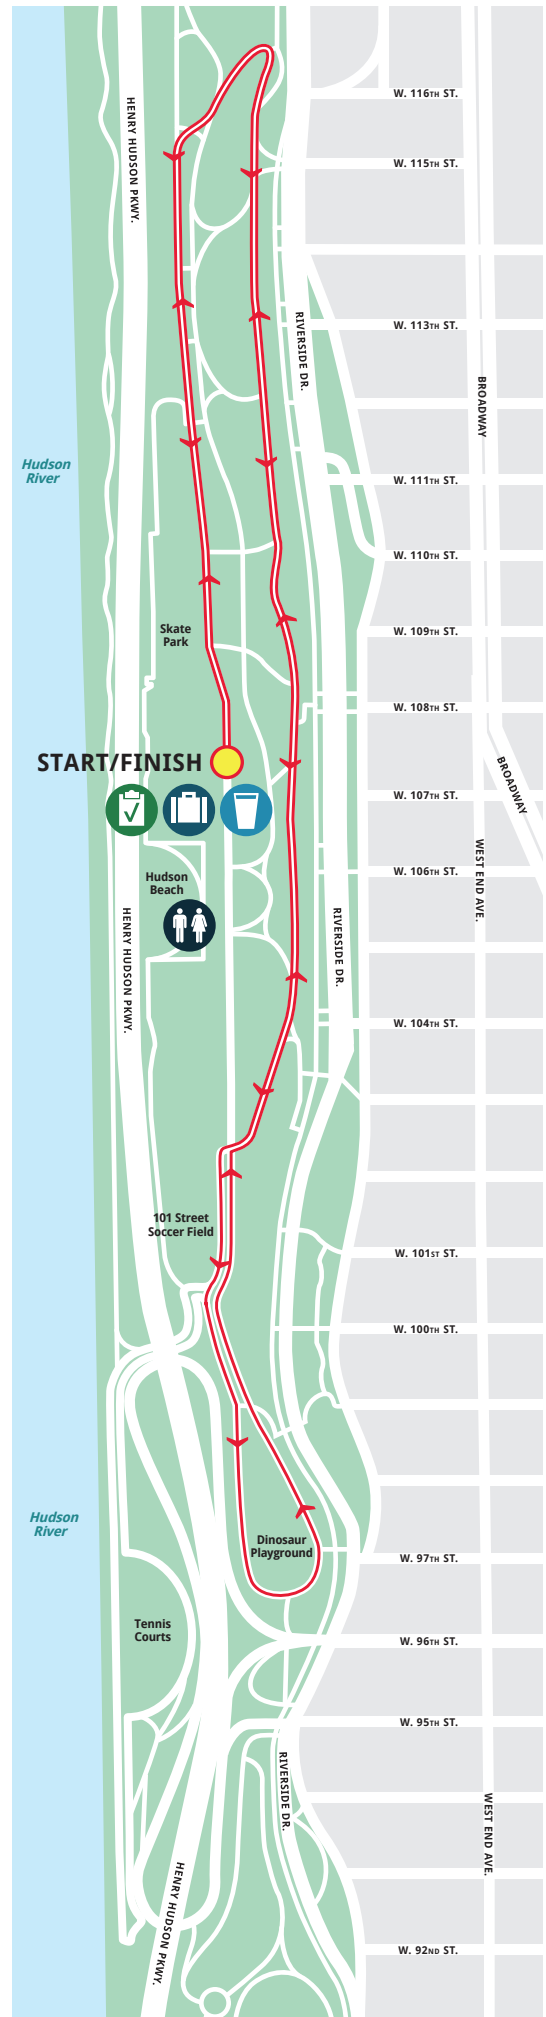 W. 116TH ST.
HENRY HUDSON PKWY.
W. 115TH ST.
RIVERSIDE DR.
W. 113TH ST.
BROADWAY
Hudson
River
W. 111TH ST.
W. 110TH ST.
Skate
Park
W. 109TH ST.
W. 108TH ST.
START/FINISH
BROADWAY
W. 107TH ST.
Hudson
Beach
W. 106TH ST.
WEST END AVE.
HENRY HUDSON PKWY.
RIVERSIDE DR.
W. 104TH ST.
101 Street
Soccer Field
W. 101ST ST.
W. 100TH ST.
Hudson
River
Dinosaur
Playground
W. 97TH ST.
Tennis
Courts
W. 96TH ST.
W. 95TH ST.
RIVERSIDE DR.
WEST END AVE.
HENRY HUDSON PKWY.
W. 92ND ST.